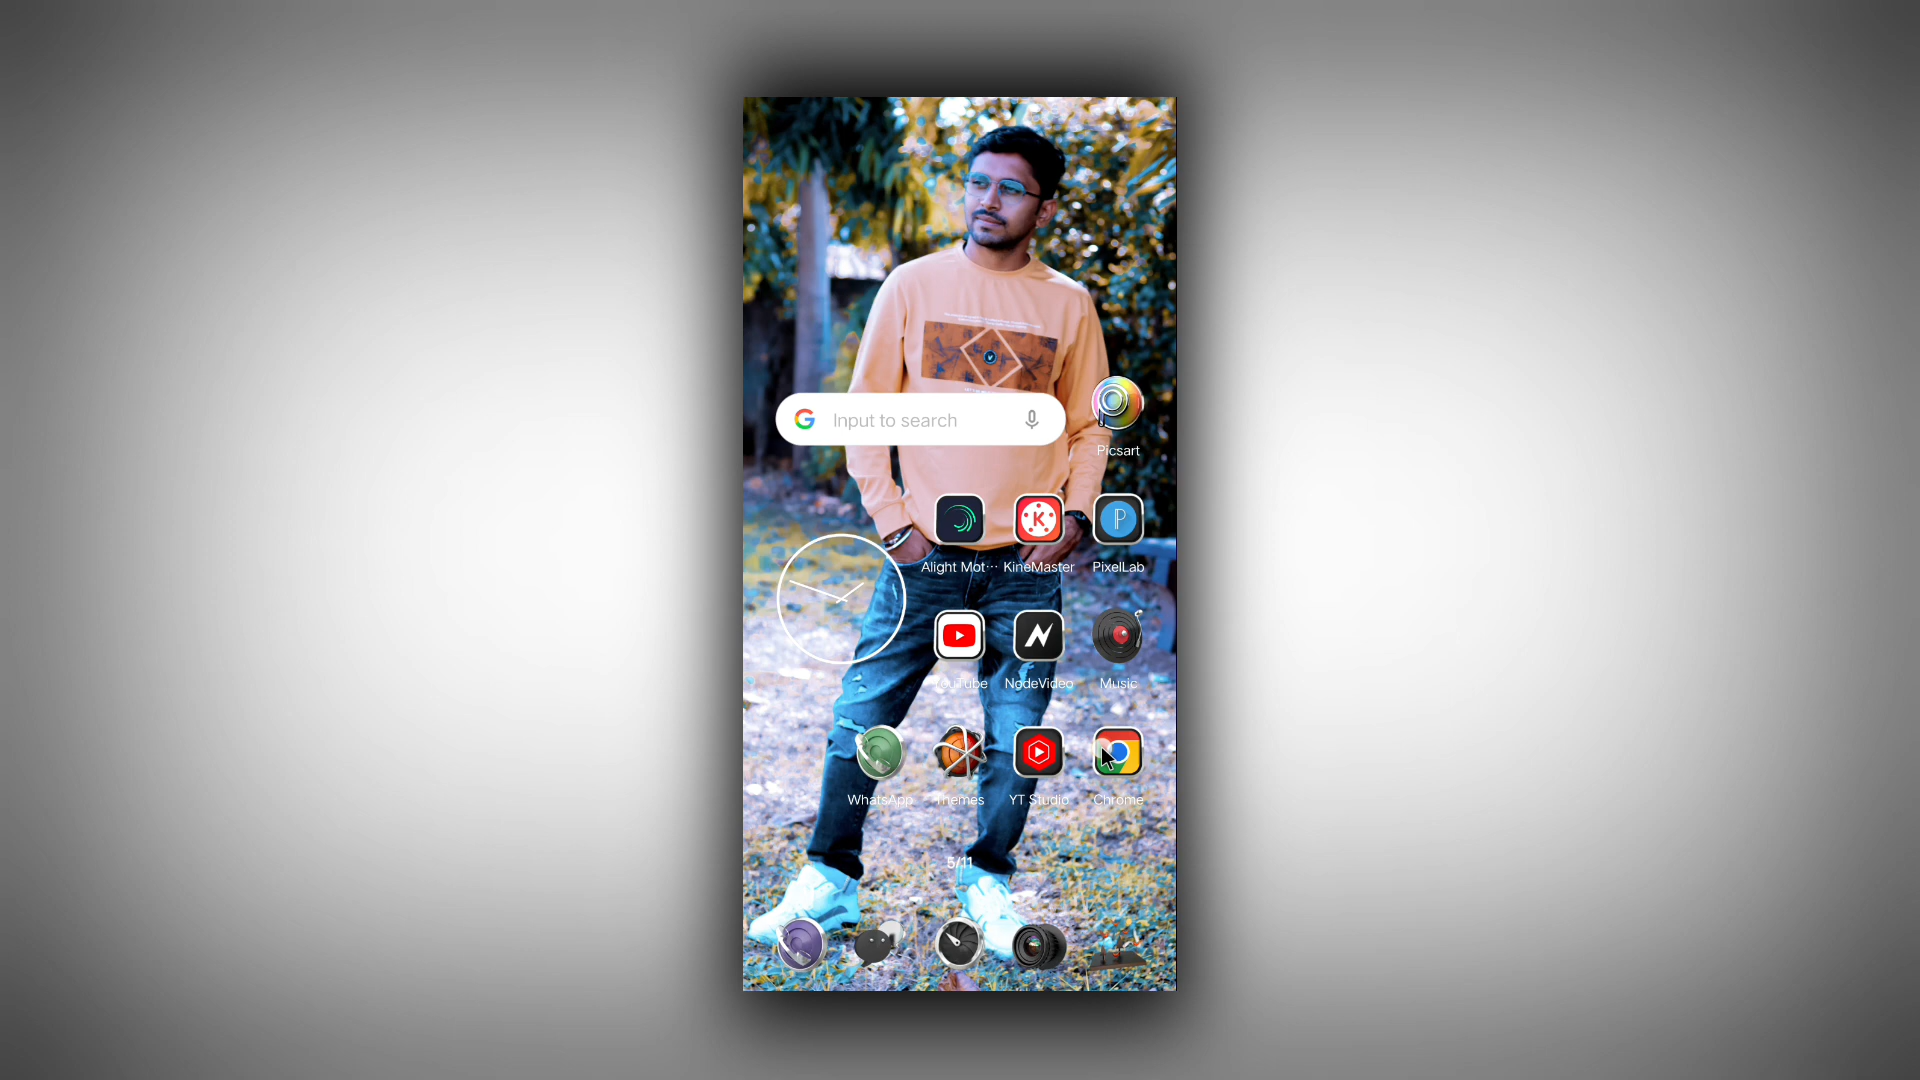 Input to search
Picsart
Alight Mot··· KineMaster PixelLab
YouTube NodeVideo Music
WhatsApp Themes YT Studio Chrome
5/11